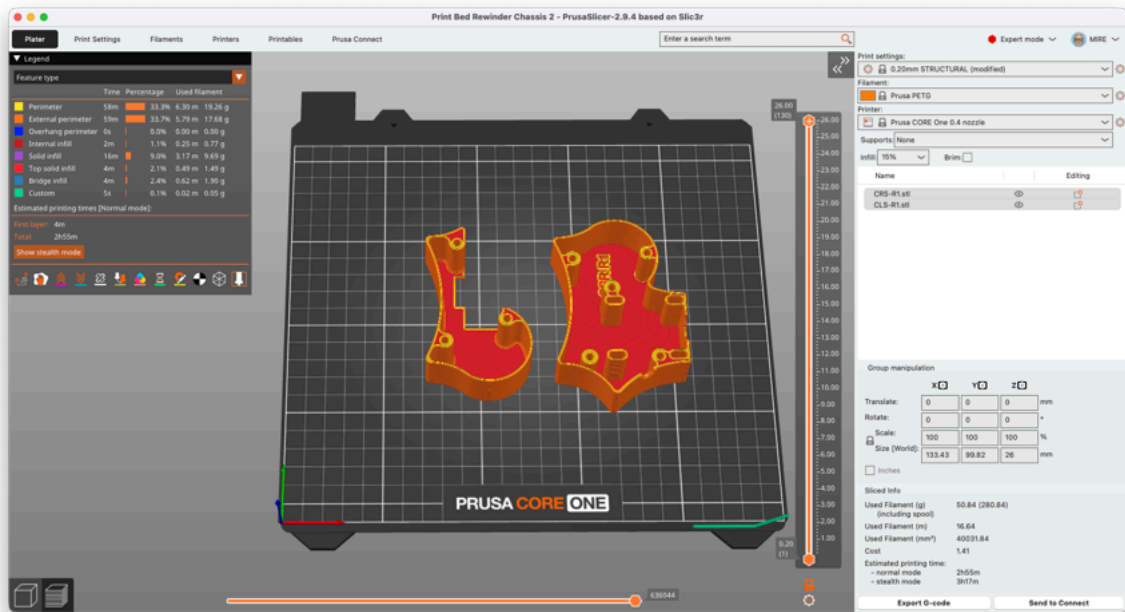 Print Bed Rewinder Chassis 2 - PrusaSlicer-2.9.4 based on Slic3r
Plater Print Settings Filaments Printers Printables Prusa Connect Enter a search term Expert mode MIRE
Legend
Feature type
Time Percentage Used filament
Perimeter 58m 33.3% 6.30 m 19.26 g
External perimeter 59m 33.7% 5.79 m 17.68 g
Overhang perimeter 0s 0.0% 0.00 m 0.00 g
Internal infill 2m 1.1% 0.25 m 0.77 g
Solid infill 16m 9.0% 3.17 m 9.69 g
Top solid infill 4m 2.1% 0.49 m 1.49 g
Bridge infill 4m 2.4% 0.62 m 1.90 g
Custom 5s 0.1% 0.02 m 0.05 g
Estimated printing times [Normal mode]:
First layer: 4m
Total: 2h55m
Show stealth mode
26.00
(130)
26.00
25.00
24.00
23.00
22.00
21.00
20.00
19.00
18.00
17.00
16.00
15.00
14.00
13.00
12.00
11.00
10.00
9.00
8.00
7.00
6.00
5.00
4.00
3.00
2.00
1.00
0.20
(1)
PRUSA CORE ONE
636044
Print settings:
0.20mm STRUCTURAL (modified)
Filament:
Prusa PETG
Printer:
Prusa CORE One 0.4 nozzle
Supports: None
Infill: 15% Brim:
Name Editing
CRS-R1.stl
CLS-R1.stl
Group manipulation
X Y Z
Translate: 0 0 0 mm
Rotate: 0 0 0 °
Scale: 100 100 100 %
Size [World]: 133.43 99.82 26 mm
Inches
Sliced Info
Used Filament (g) 50.84 (280.84)
(including spool)
Used Filament (m) 16.64
Used Filament (mm³) 40031.84
Cost 1.41
Estimated printing time:
- normal mode 2h55m
- stealth mode 3h17m
Export G-code Send to Connect